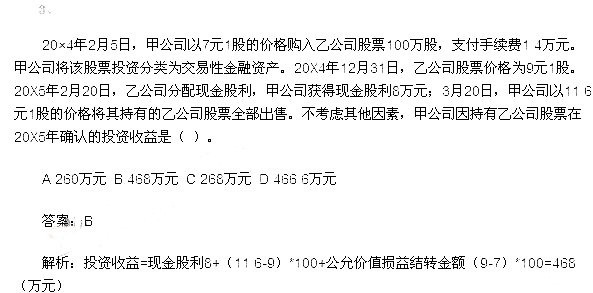 9、
20×4年2月5日，甲公司以7元1股的价格购入乙公司股票100万股，支付手续费1 4万元。
甲公司将该股票投资分类为交易性金融资产。20X4年12月31日，乙公司股票价格为9元1股。
20X5年2月20日，乙公司分配现金股利，甲公司获得现金股利8万元；3月20日，甲公司以11 6
元1股的价格将其持有的乙公司股票全部出售。不考虑其他因素，甲公司因持有乙公司股票在
20X5年确认的投资收益是（ ）。
A 260万元 B 468万元 C 268万元 D 466 6万元
答案：B
解析：投资收益=现金股利8+（11 6-9）*100+公允价值损益结转金额（9-7）*100=468
（万元）